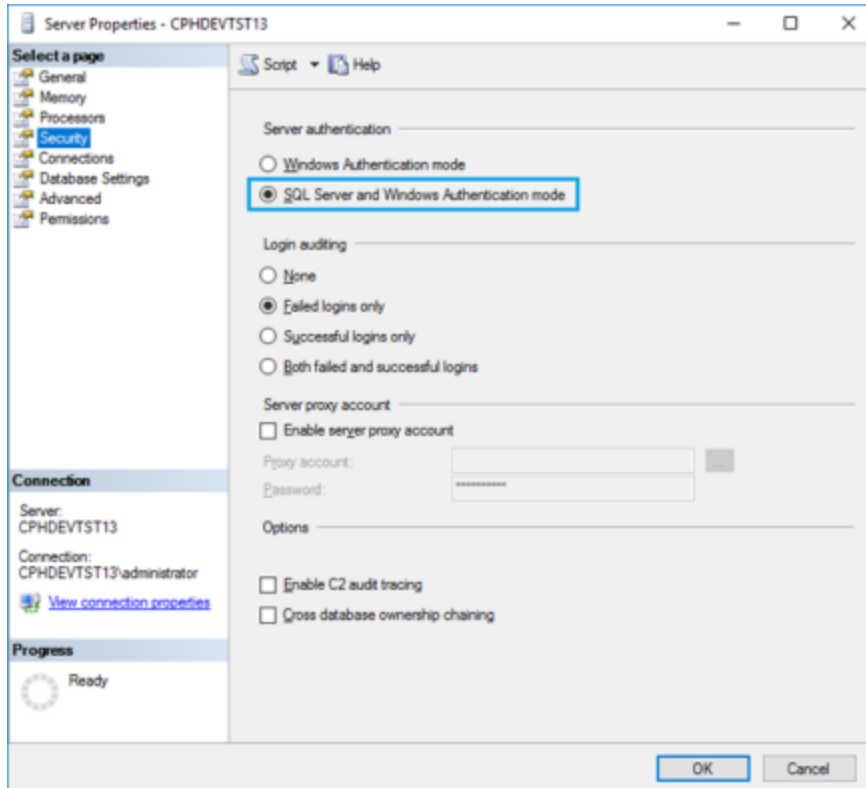 Server Properties - CPHDEVTST13
Select a page
General
Memory
Processors
Security
Connections
Database Settings
Advanced
Permissions
Connection
Server:
CPHDEVTST13
Connection:
CPHDEVTST13\administrator
View connection properties
Progress
Ready
Script Help
Server authentication
Windows Authentication mode
SQL Server and Windows Authentication mode
Login auditing
None
Failed logins only
Successful logins only
Both failed and successful logins
Server proxy account
Enable server proxy account
Proxy account:
...
Password: **********
Options
Enable C2 audit tracing
Cross database ownership chaining
OK Cancel